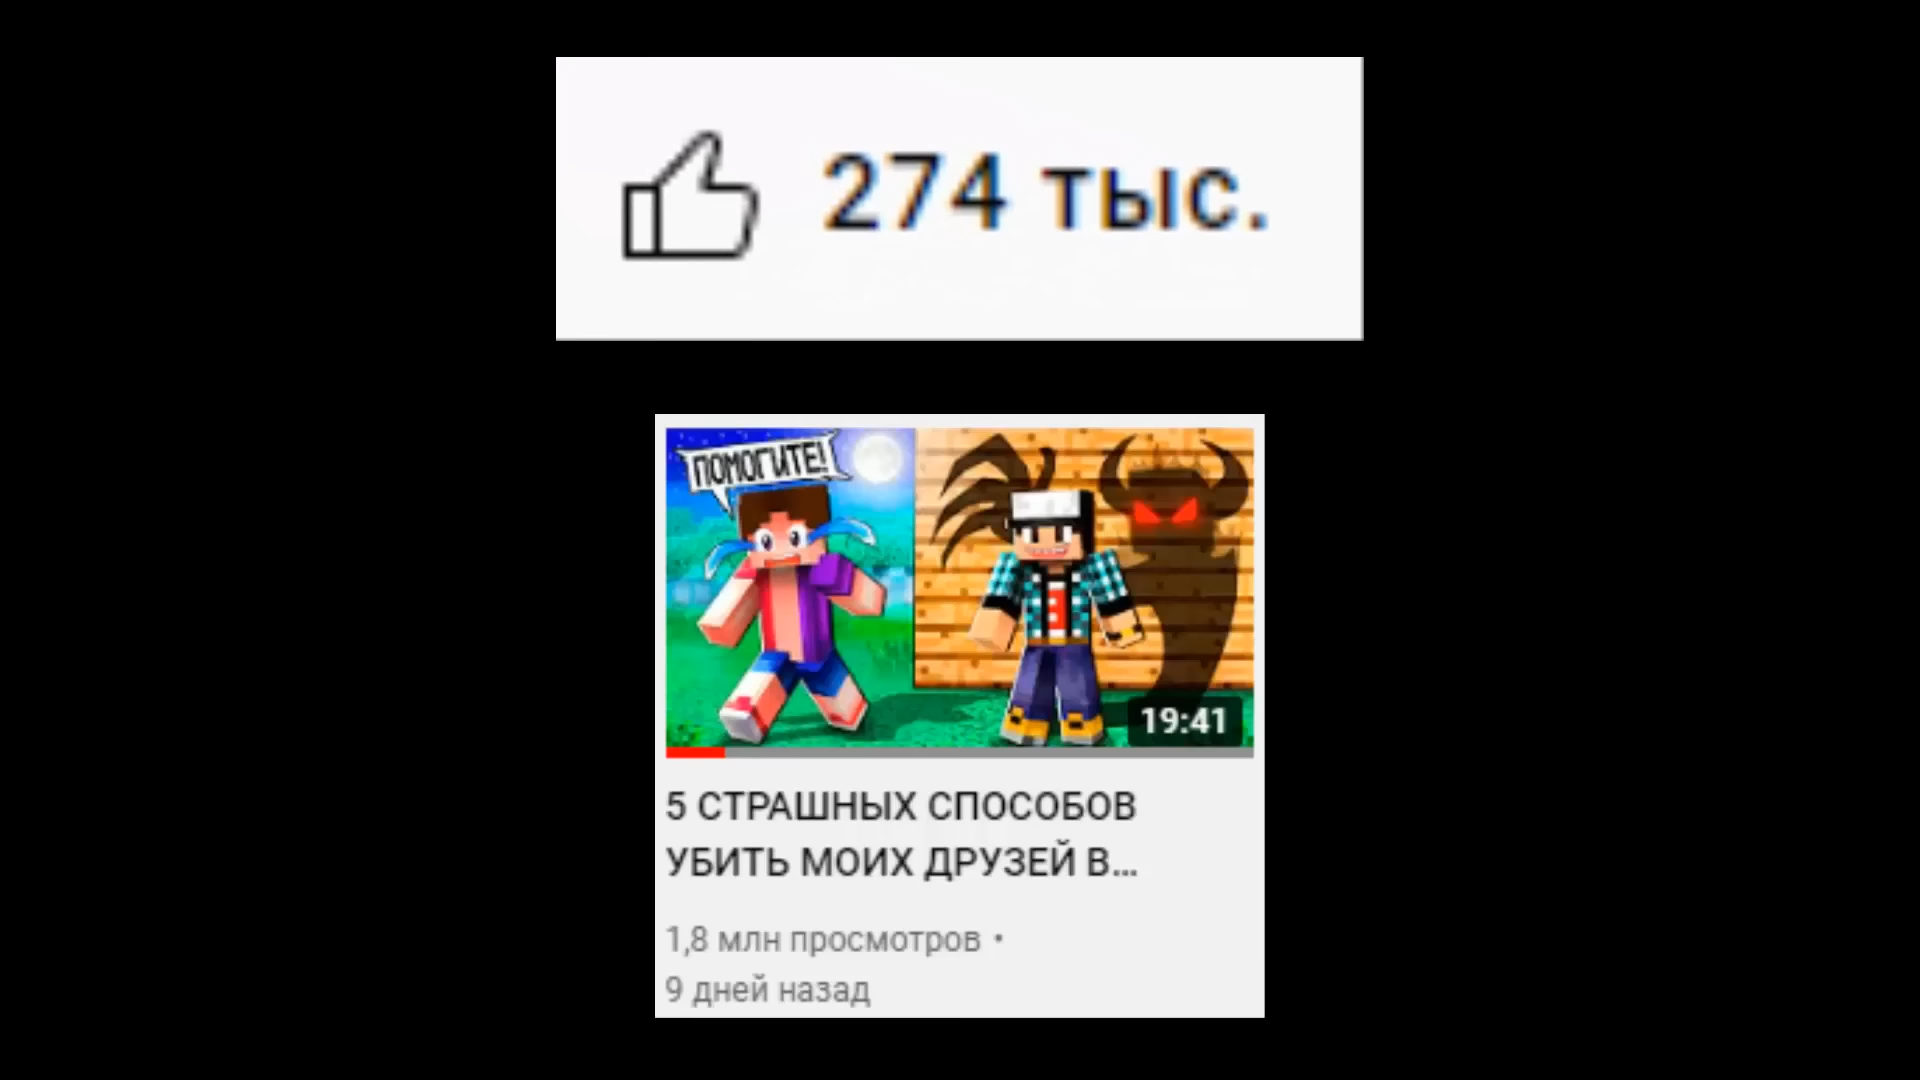 274 тыс.
ПОМОГИТЕ!
19:41
5 СТРАШНЫХ СПОСОБОВ
УБИТЬ МОИХ ДРУЗЕЙ В...
1,8 млн просмотров •
9 дней назад